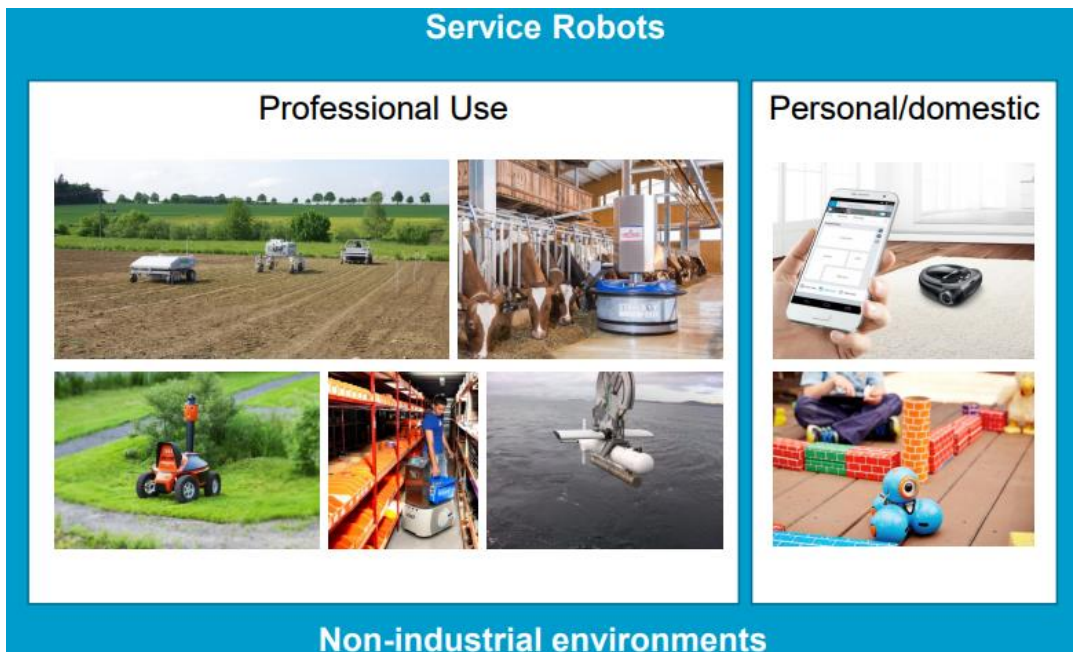 Service Robots
Professional Use
Personal/domestic
Non-industrial environments